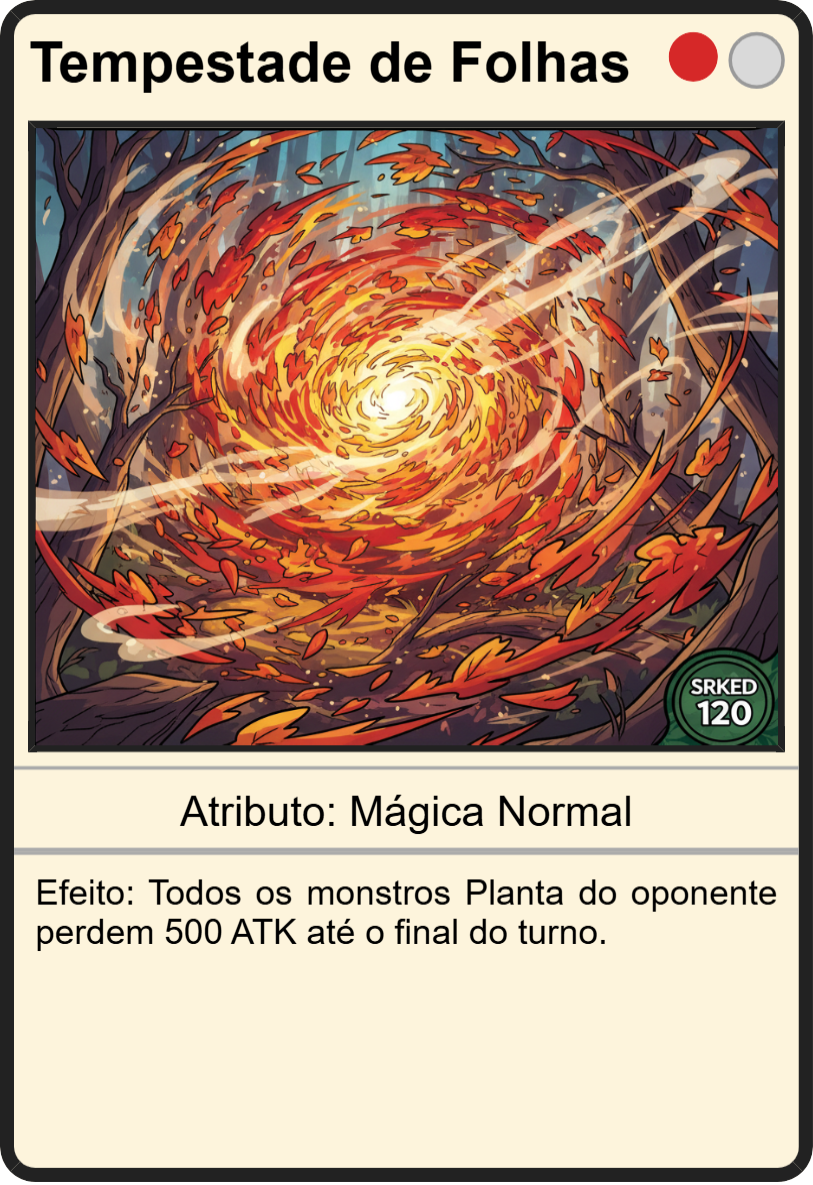 Tempestade de Folhas
SRKED
120
Atributo: Mágica Normal
Efeito: Todos os monstros Planta do oponente
perdem 500 ATK até o final do turno.